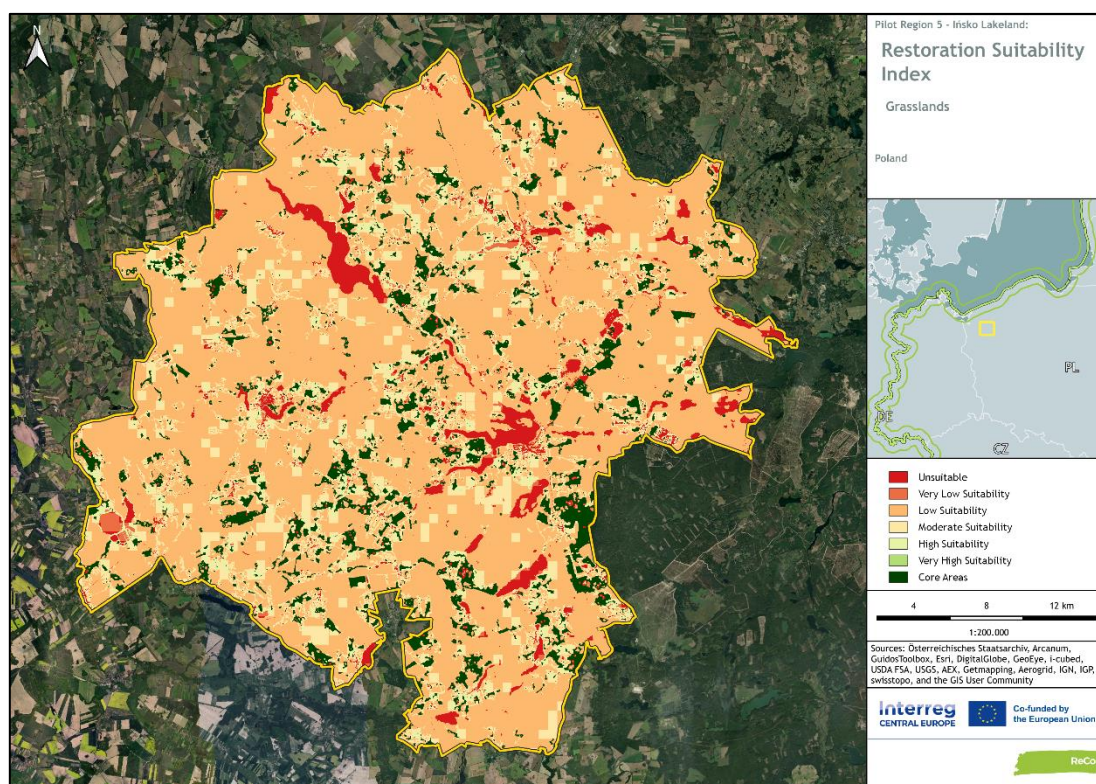 N
Pilot Region 5 - Ińsko Lakeland:
Restoration Suitability
Index
Grasslands
Poland
PL
DE
CZ
Unsuitable
Very Low Suitability
Low Suitability
Moderate Suitability
High Suitability
Very High Suitability
Core Areas
4 8 12 km
1:200.000
Sources: Österreichisches Staatsarchiv, Arcanum,
GuidosToolbox, Esri, DigitalGlobe, GeoEye, i-cubed,
USDA FSA, USGS, AEX, Getmapping, Aerogrid, IGN, IGP,
swisstopo, and the GIS User Community
Interreg
CENTRAL EUROPE
Co-funded by
the European Union
ReCo